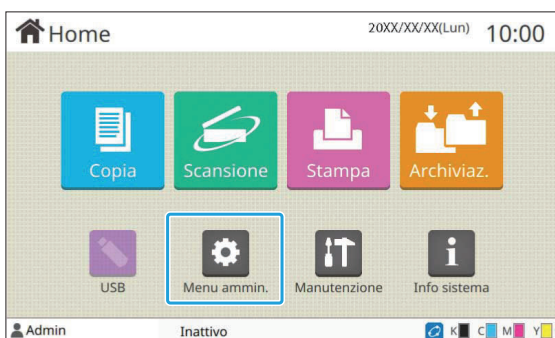 Home
20XX/XX/XX(Lun)
10:00
Copia
Scansione
Stampa
Archiviaz.
USB
Menu ammin.
Manutenzione
Info sistema
Admin
Inattivo
K C M Y